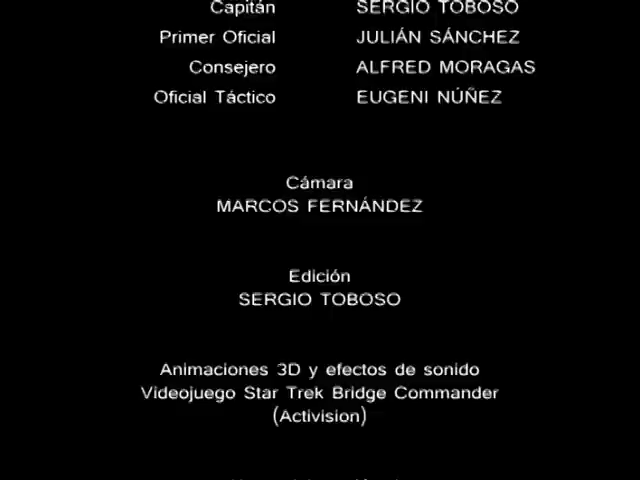 Capitán SERGIO TOBOSO
Primer Oficial JULIÁN SÁNCHEZ
Consejero ALFRED MORAGAS
Oficial Táctico EUGENI NÚÑEZ
Cámara
MARCOS FERNÁNDEZ
Edición
SERGIO TOBOSO
Animaciones 3D y efectos de sonido
Videojuego Star Trek Bridge Commander
(Activision)